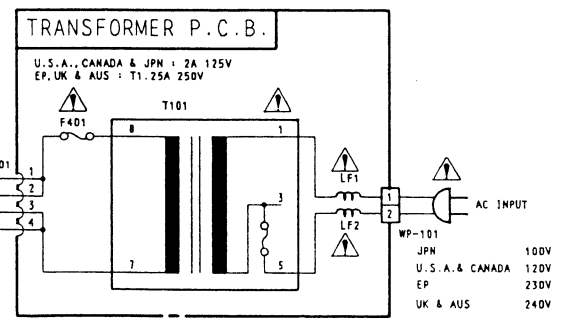 TRANSFORMER P.C.B.
U.S.A., CANADA & JPN : 2A 125V
EP, UK & AUS : T1.25A 250V
F401
T101
8
1
01
1
2
3
4
3
7
5
LF1
LF2
1
2
AC INPUT
WP-101
JPN 100V
U.S.A.& CANADA 120V
EP 230V
UK & AUS 240V